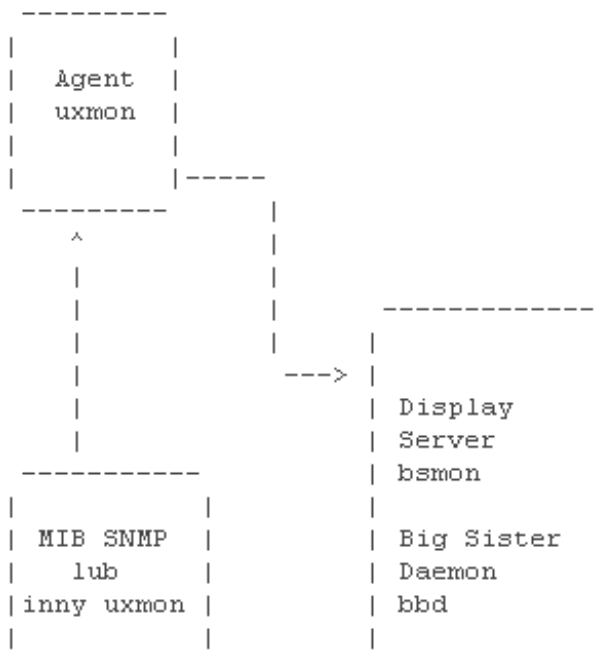 Agent
uxmon
Display
Server
bsmon
MIB SNMP
lub
inny uxmon
Big Sister
Daemon
bbd